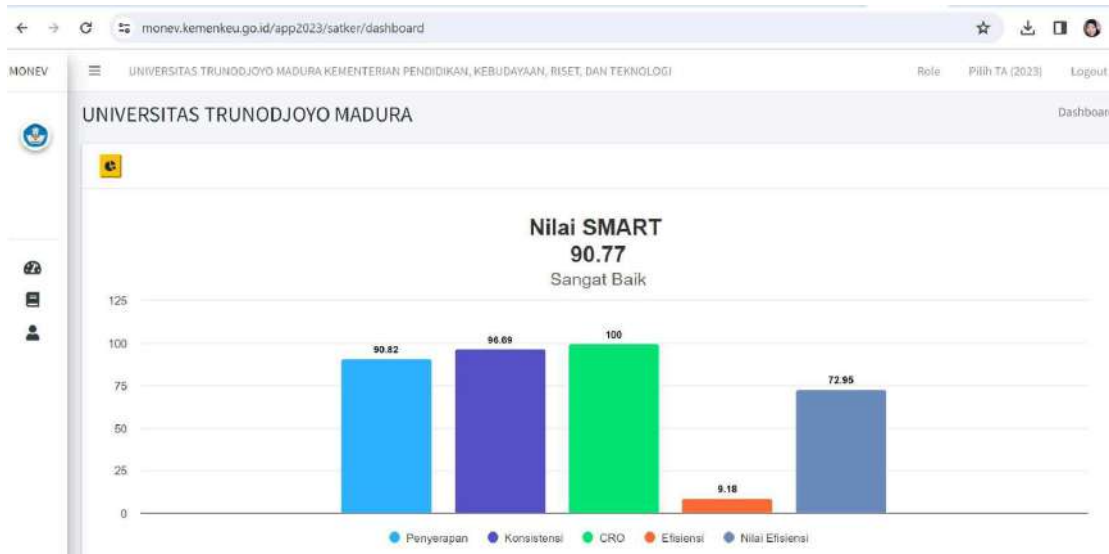 monev.kemenkeu.go.id/app2023/satker/dashboard
MONEV
UNIVERSITAS TRUNODJOYO MADURA KEMENTERIAN PENDIDIKAN, KEBUDAYAAN, RISET, DAN TEKNOLOGI
Role
Pilih TA (2023)
Logout
UNIVERSITAS TRUNODJOYO MADURA
Dashboard
Nilai SMART
90.77
Sangat Baik
125
100
75
50
25
0
90.82
96.69
100
9.18
72.95
Penyerapan
Konsistensi
CRO
Efisiensi
Nilai Efisiensi